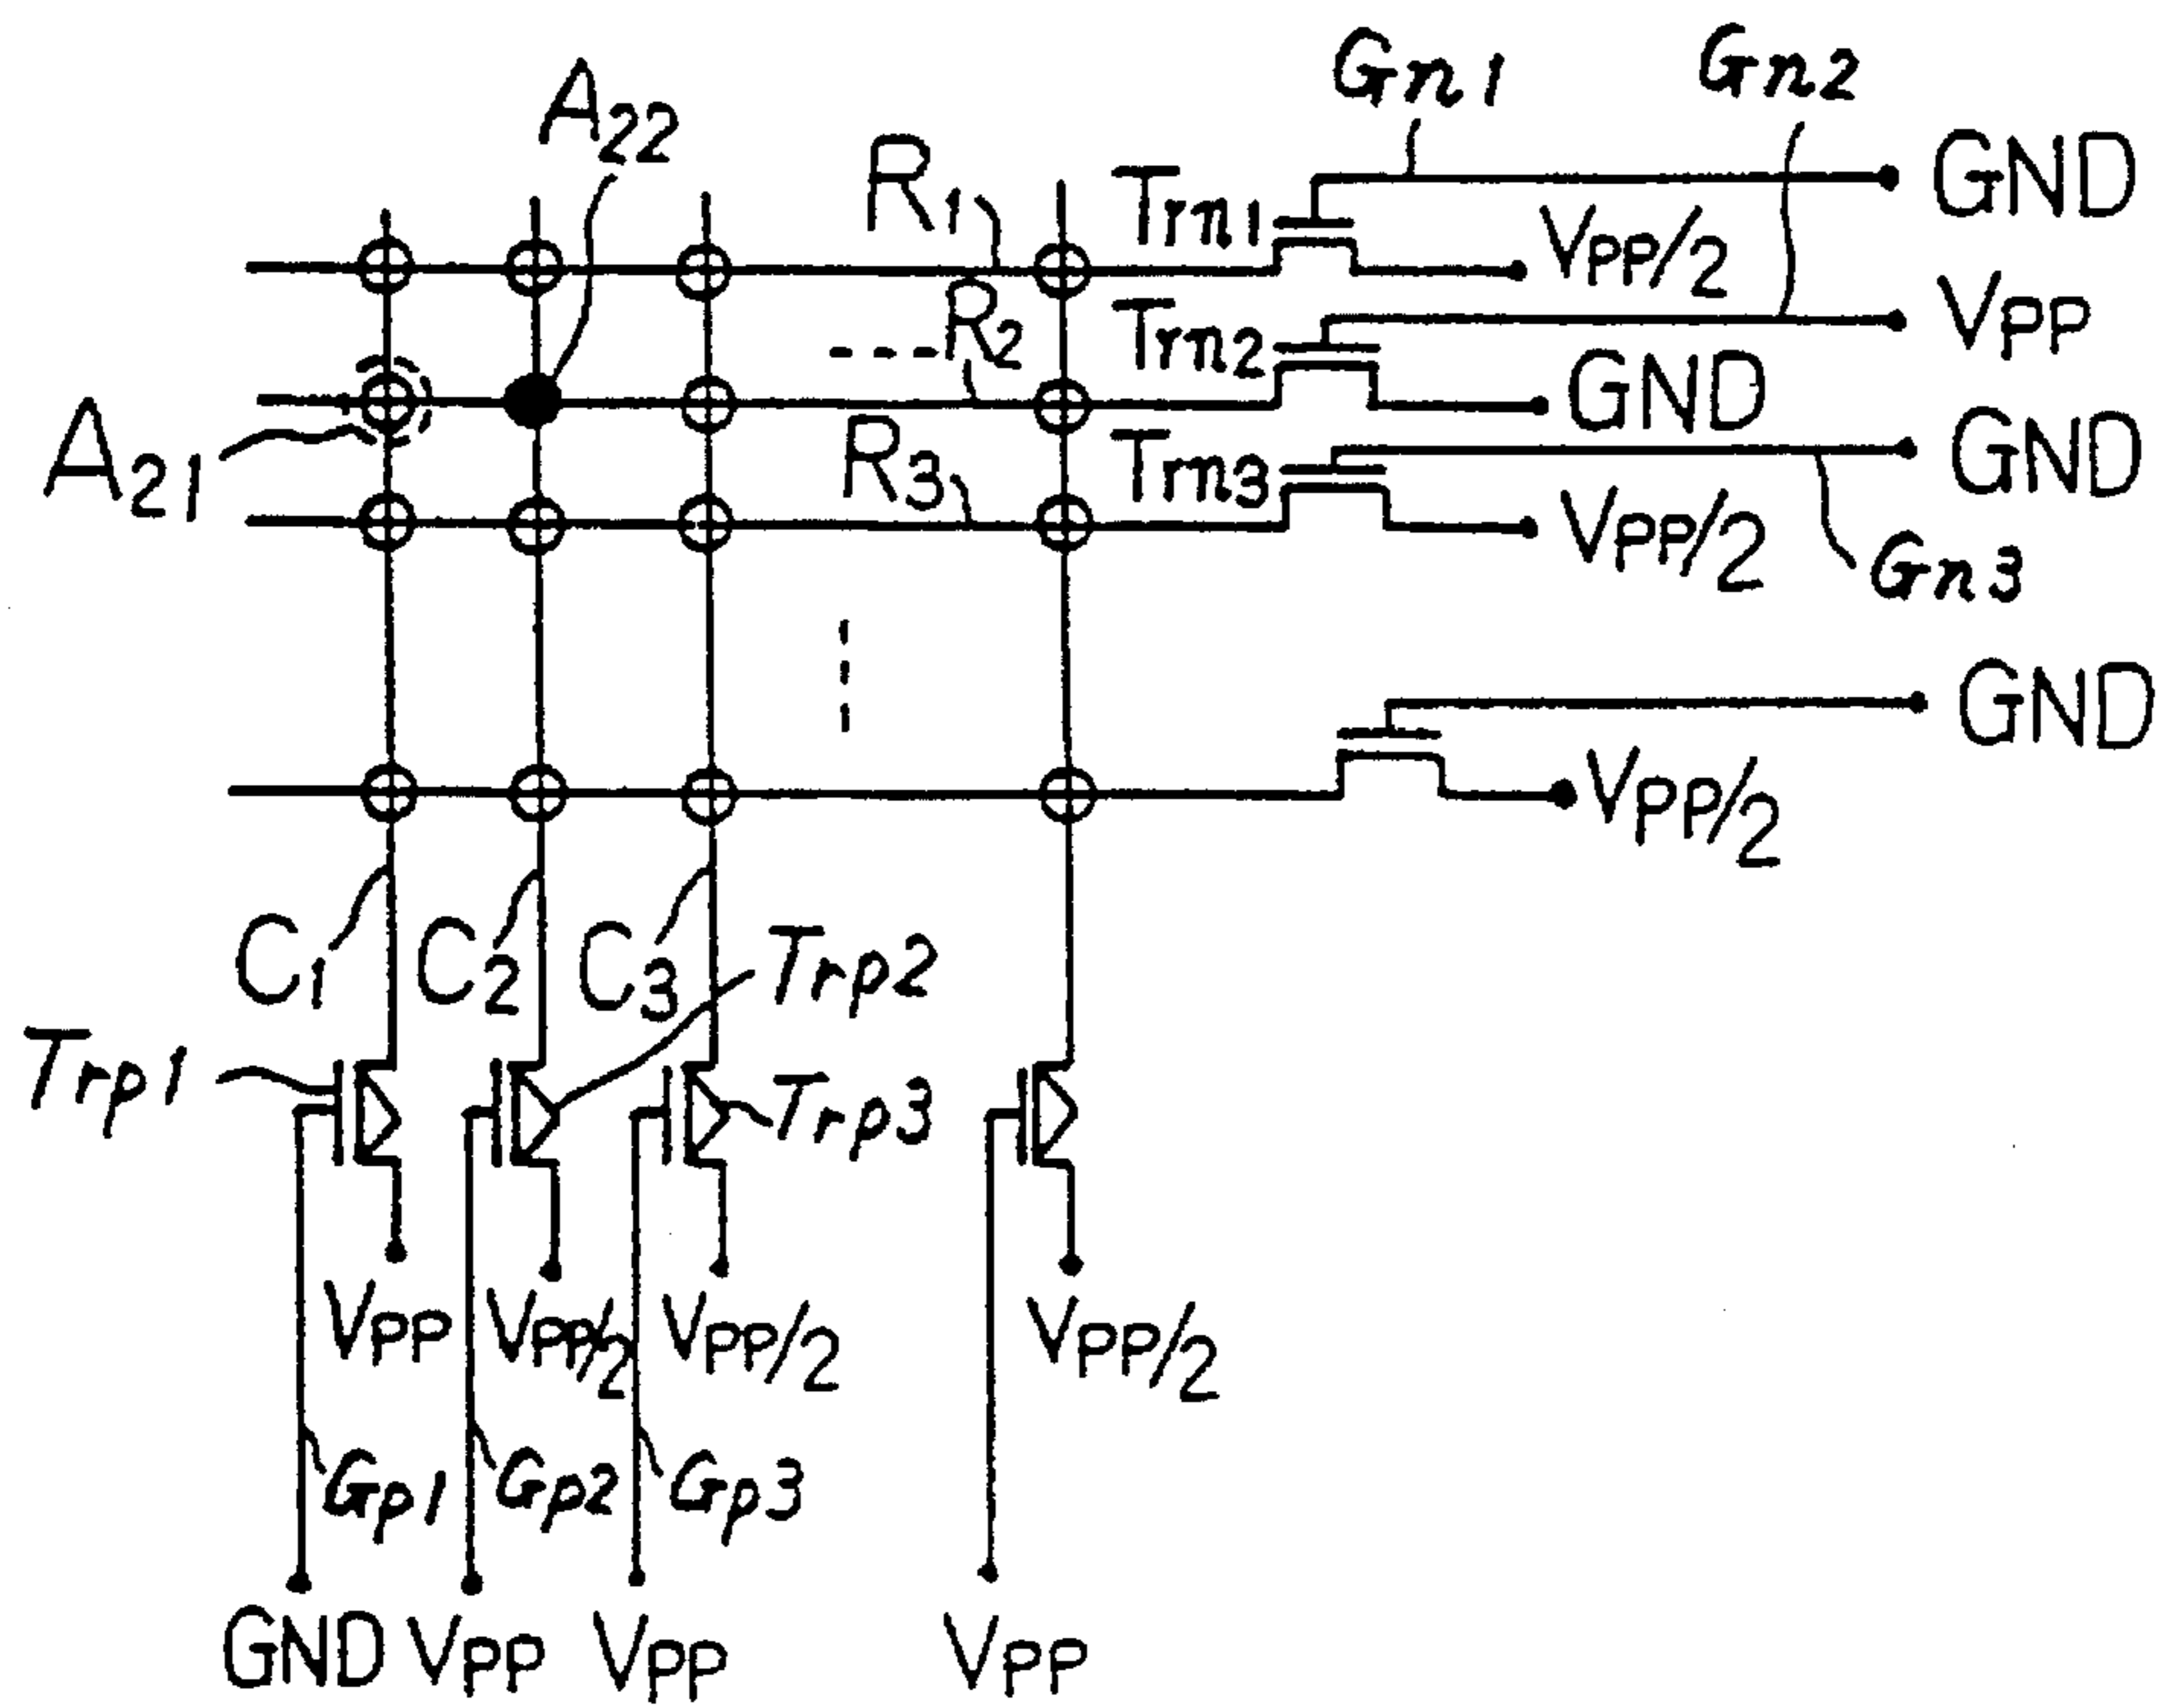 Gn1 Gn2
A22
R1 Trn1 GND
VPP/2
R2 Trn2 VPP
GND
A21 R3 Trn3 GND
VPP/2 Gn3
GND
VPP/2
C1 C2 C3 Trp2
Trp1 Trp3
VPP VPP/2 VPP/2 VPP/2
Gp1 Gp2 Gp3
GND VPP VPP VPP